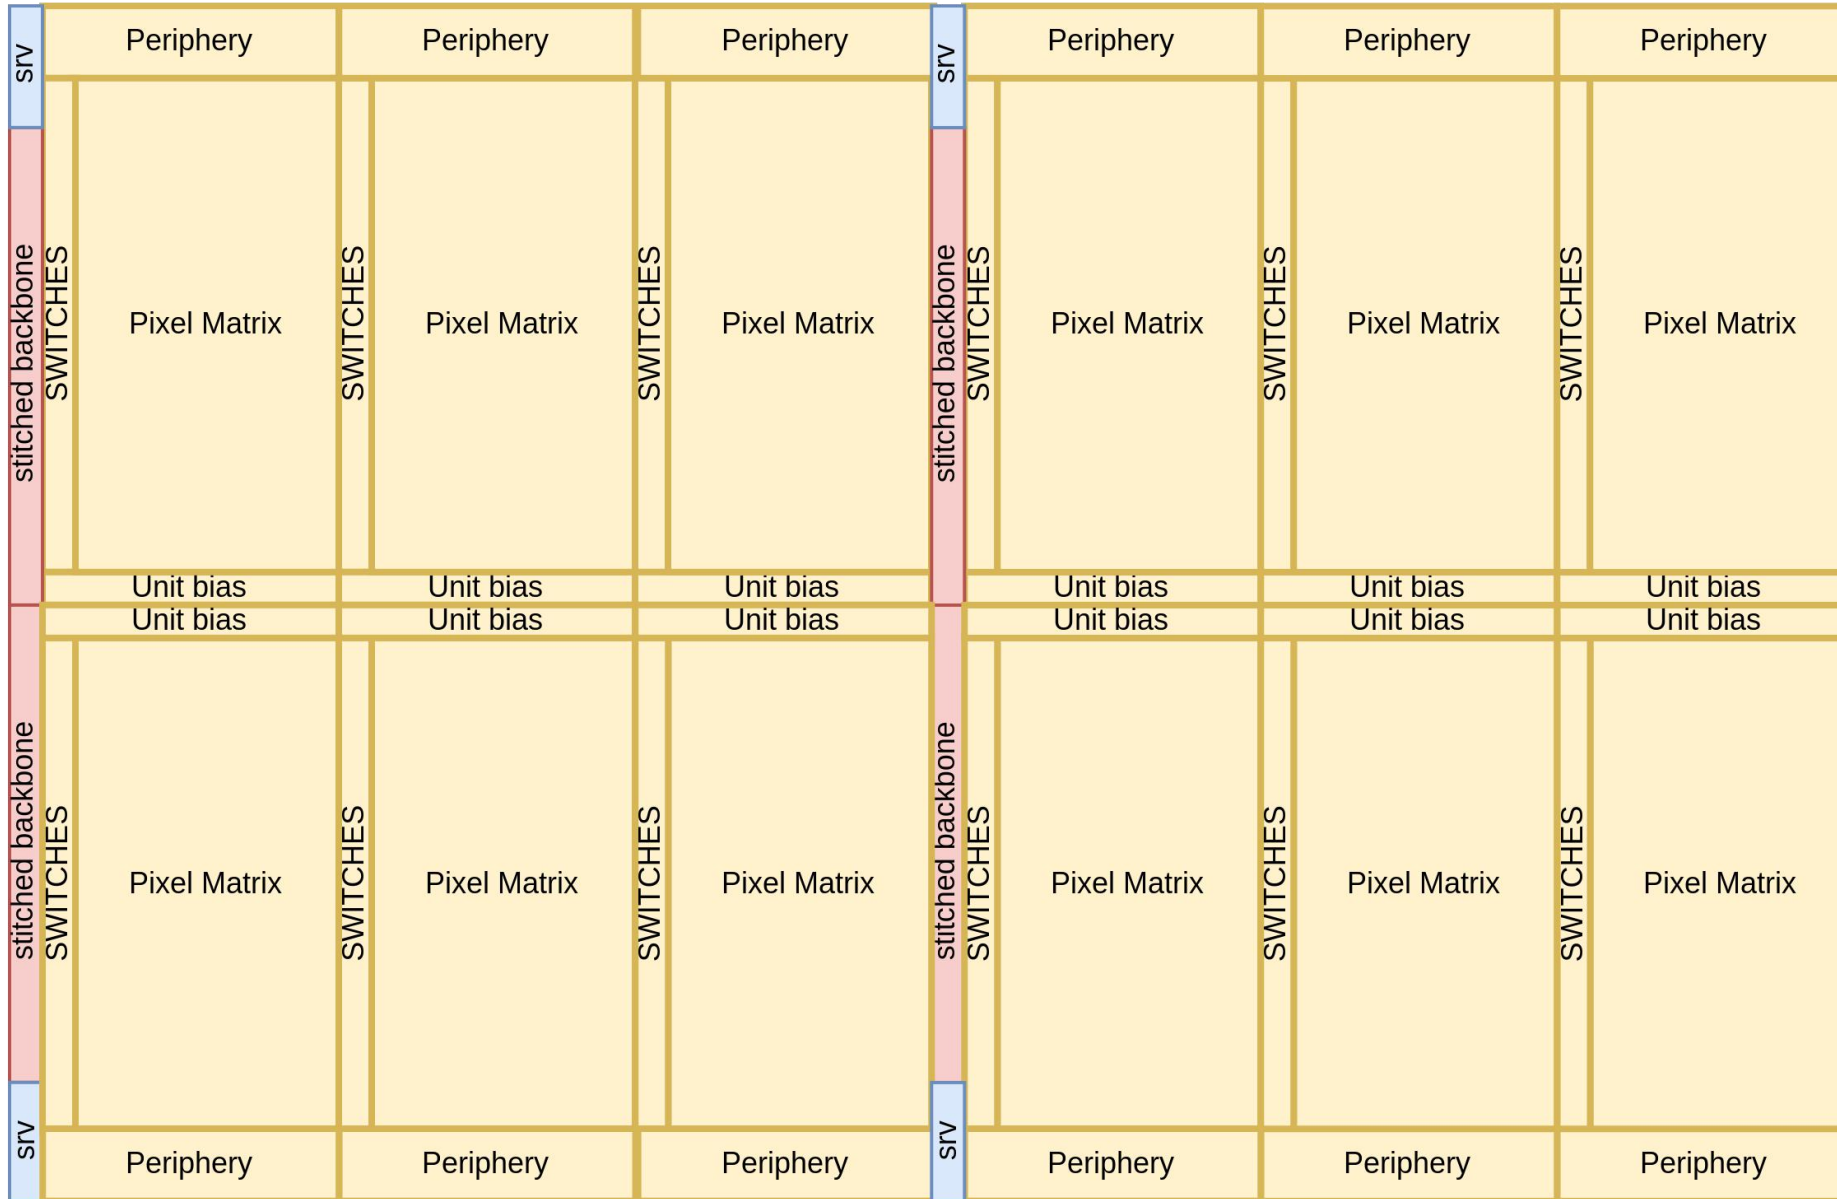 srv
Periphery
Periphery
Periphery
srv
Periphery
Periphery
Periphery
stitched backbone
SWITCHES
Pixel Matrix
SWITCHES
Pixel Matrix
SWITCHES
Pixel Matrix
stitched backbone
SWITCHES
Pixel Matrix
SWITCHES
Pixel Matrix
SWITCHES
Pixel Matrix
Unit bias
Unit bias
Unit bias
Unit bias
Unit bias
Unit bias
Unit bias
Unit bias
Unit bias
Unit bias
Unit bias
Unit bias
stitched backbone
SWITCHES
Pixel Matrix
SWITCHES
Pixel Matrix
SWITCHES
Pixel Matrix
stitched backbone
SWITCHES
Pixel Matrix
SWITCHES
Pixel Matrix
SWITCHES
Pixel Matrix
srv
Periphery
Periphery
Periphery
srv
Periphery
Periphery
Periphery